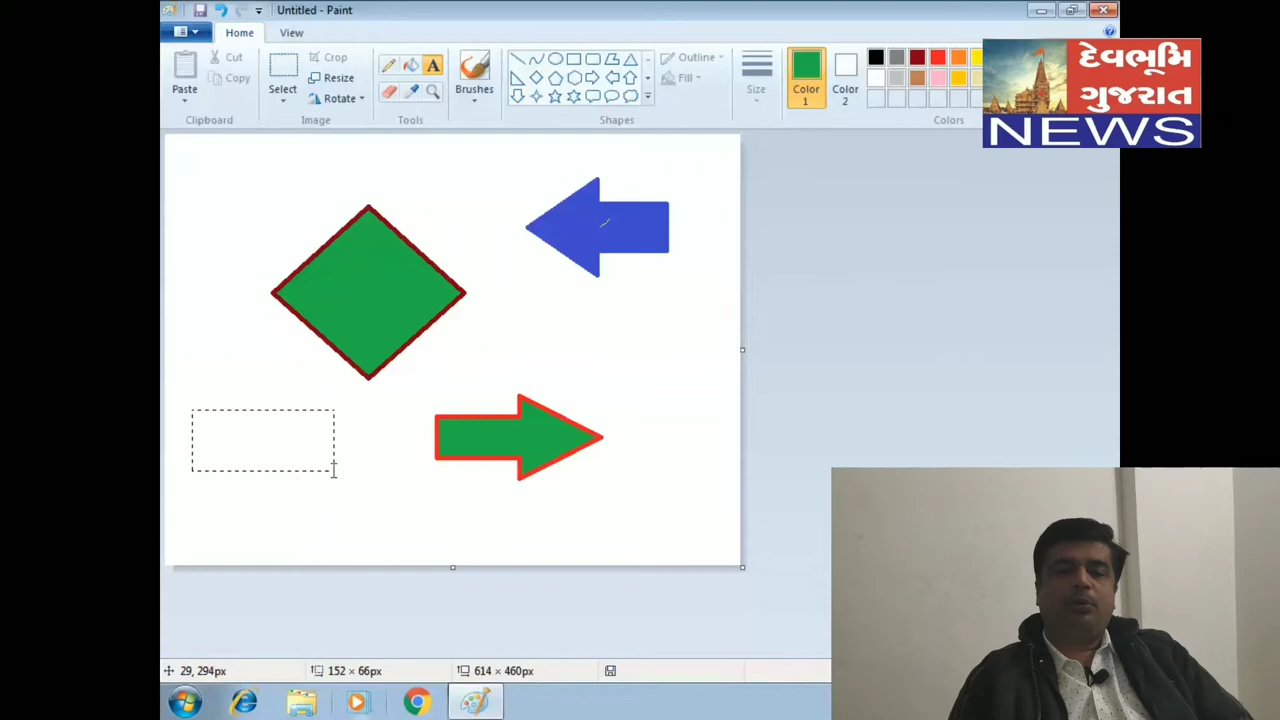 Untitled - Paint
Home
View
Paste
Cut
Copy
Clipboard
Select
Crop
Resize
Rotate
Image
A
Tools
Brushes
Shapes
Outline
Fill
Size
Color
1
Color
2
Colors
દેવભૂમિ
ગુજરાત
NEWS
29, 294px
152 × 66px
614 × 460px